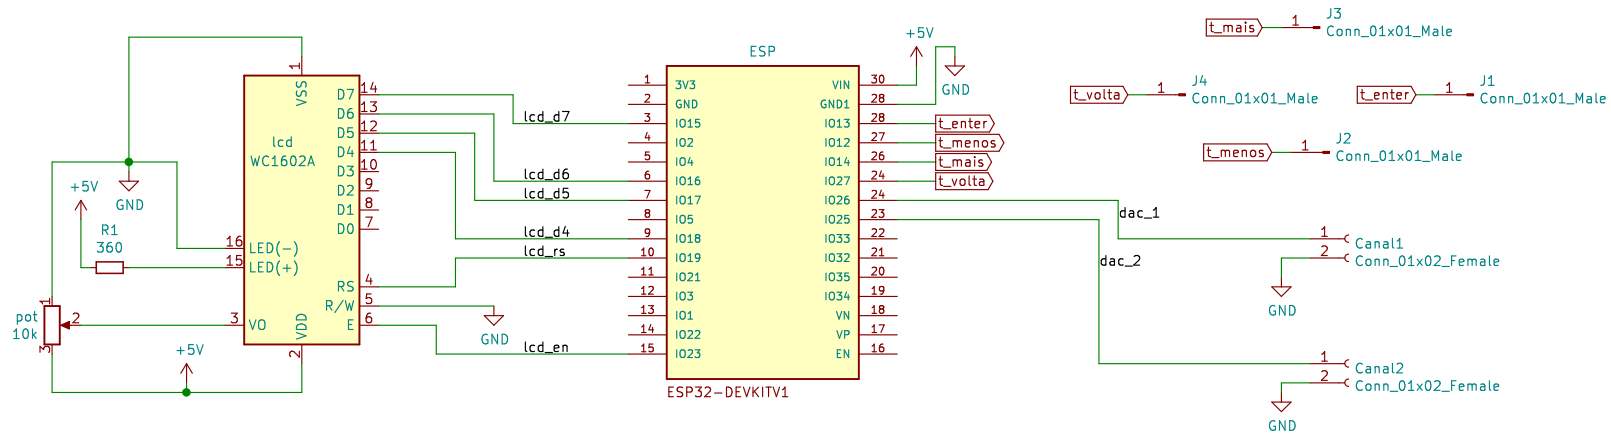 +5V
GND
R1
360
pot
10k
1
2
3
+5V
1
VSS
lcd
WC1602A
D7 14
D6 13
D5 12
D4 11
D3 10
D2 9
D1 8
D0 7
16 LED(-)
15 LED(+)
RS 4
R/W 5
3 VO
E 6
VDD
2
GND
lcd_d7
lcd_d6
lcd_d5
lcd_d4
lcd_rs
lcd_en
ESP
1 3V3
2 GND
3 IO15
4 IO2
5 IO4
6 IO16
7 IO17
8 IO5
9 IO18
10 IO19
11 IO21
12 IO3
13 IO1
14 IO22
15 IO23
VIN 30
GND1 28
IO13 28
IO12 27
IO14 26
IO27 24
IO26 24
IO25 23
IO33 22
IO32 21
IO35 20
IO34 19
VN 18
VP 17
EN 16
ESP32-DEVKITV1
+5V
GND
t_enter
t_menos
t_mais
t_volta
dac_1
dac_2
t_mais 1 J3
Conn_01x01_Male
t_volta 1 J4
Conn_01x01_Male
t_enter 1 J1
Conn_01x01_Male
t_menos 1 J2
Conn_01x01_Male
1 Canal1
2 Conn_01x02_Female
GND
1 Canal2
2 Conn_01x02_Female
GND